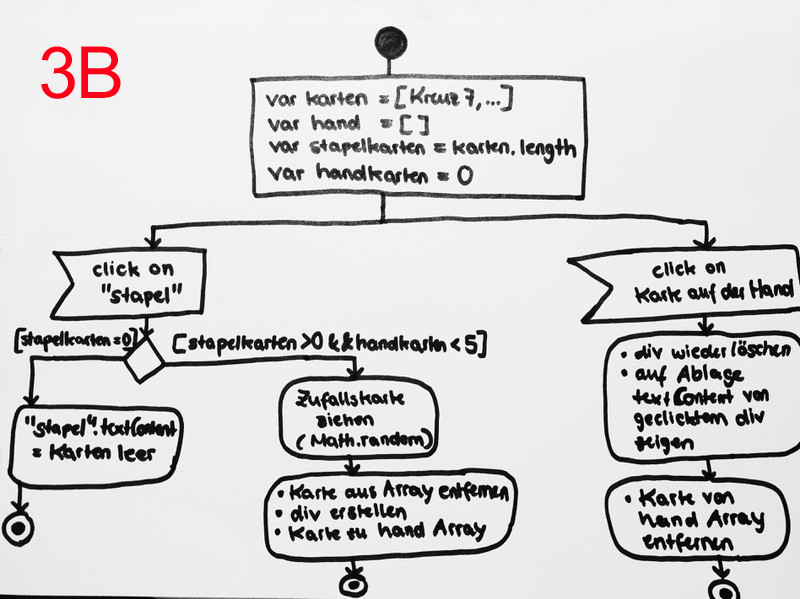 3B
var karten = [Kreuz 7,...]
var hand = [ ]
var stapelkarten = karten.length
var handkarten = 0
click on
"stapel"
click on
Karte auf der Hand
[stapelkarten=0]
[stapelkarten >0 && handkarten < 5]
"stapel".textContent
= Karten leer
Zufallskarte
ziehen
(Math.random)
• Karte aus Array entfernen
• div erstellen
• Karte zu hand Array
• div wieder löschen
• auf Ablage
textContent von
geclicktem div
zeigen
• Karte von
hand Array
entfernen